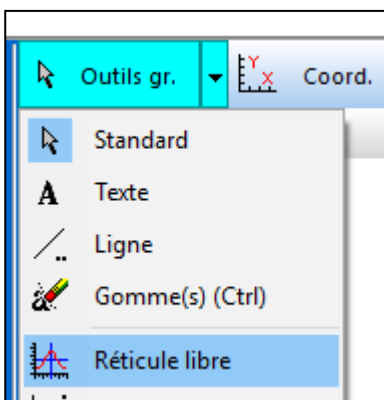 Outils gr. Coord.
Standard
Texte
Ligne
Gomme(s) (Ctrl)
Réticule libre